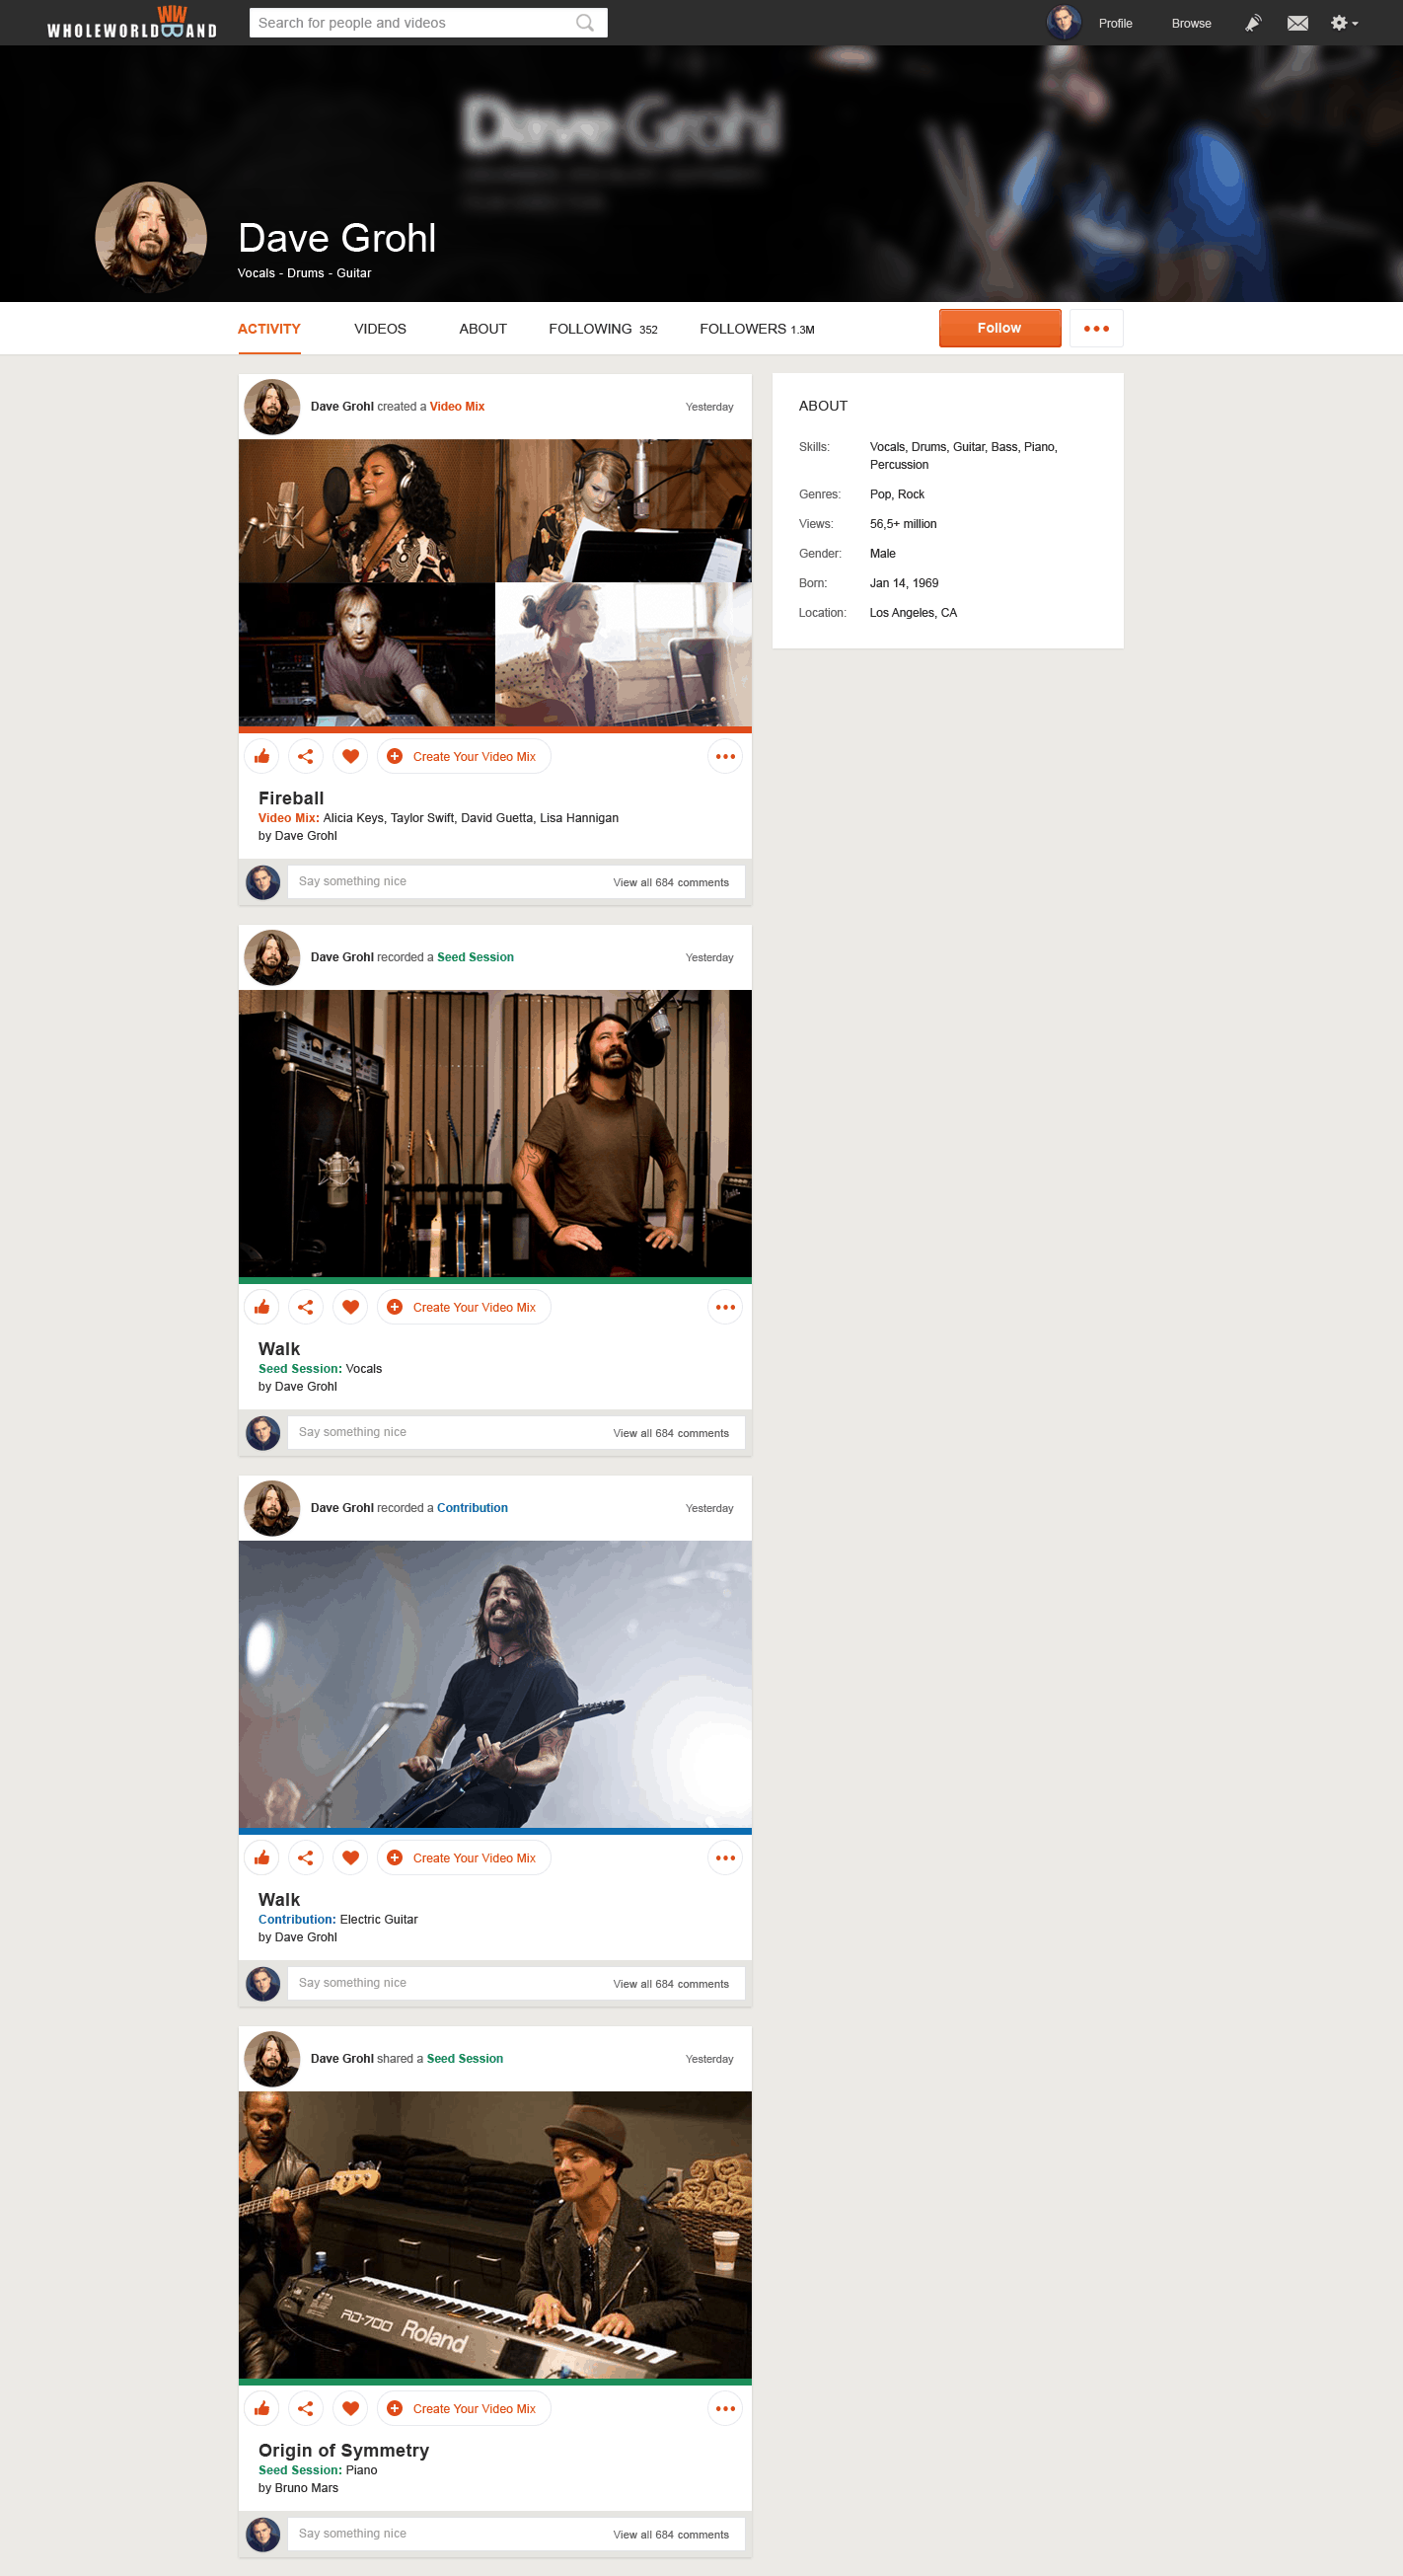 WHOLEWORLDBAND
Search for people and videos
Profile
Browse
Dave Grohl
Dave Grohl
Vocals - Drums - Guitar
ACTIVITY
VIDEOS
ABOUT
FOLLOWING 352
FOLLOWERS 1.3M
Follow
Dave Grohl created a Video Mix
Yesterday
Create Your Video Mix
Fireball
Video Mix: Alicia Keys, Taylor Swift, David Guetta, Lisa Hannigan
by Dave Grohl
Say something nice
View all 684 comments
ABOUT
Skills:
Vocals, Drums, Guitar, Bass, Piano,
Percussion
Genres:
Pop, Rock
Views:
56,5+ million
Gender:
Male
Born:
Jan 14, 1969
Location:
Los Angeles, CA
Dave Grohl recorded a Seed Session
Yesterday
Create Your Video Mix
Walk
Seed Session: Vocals
by Dave Grohl
Say something nice
View all 684 comments
Dave Grohl recorded a Contribution
Yesterday
Create Your Video Mix
Walk
Contribution: Electric Guitar
by Dave Grohl
Say something nice
View all 684 comments
Dave Grohl shared a Seed Session
Yesterday
RD-700 Roland
Create Your Video Mix
Origin of Symmetry
Seed Session: Piano
by Bruno Mars
Say something nice
View all 684 comments